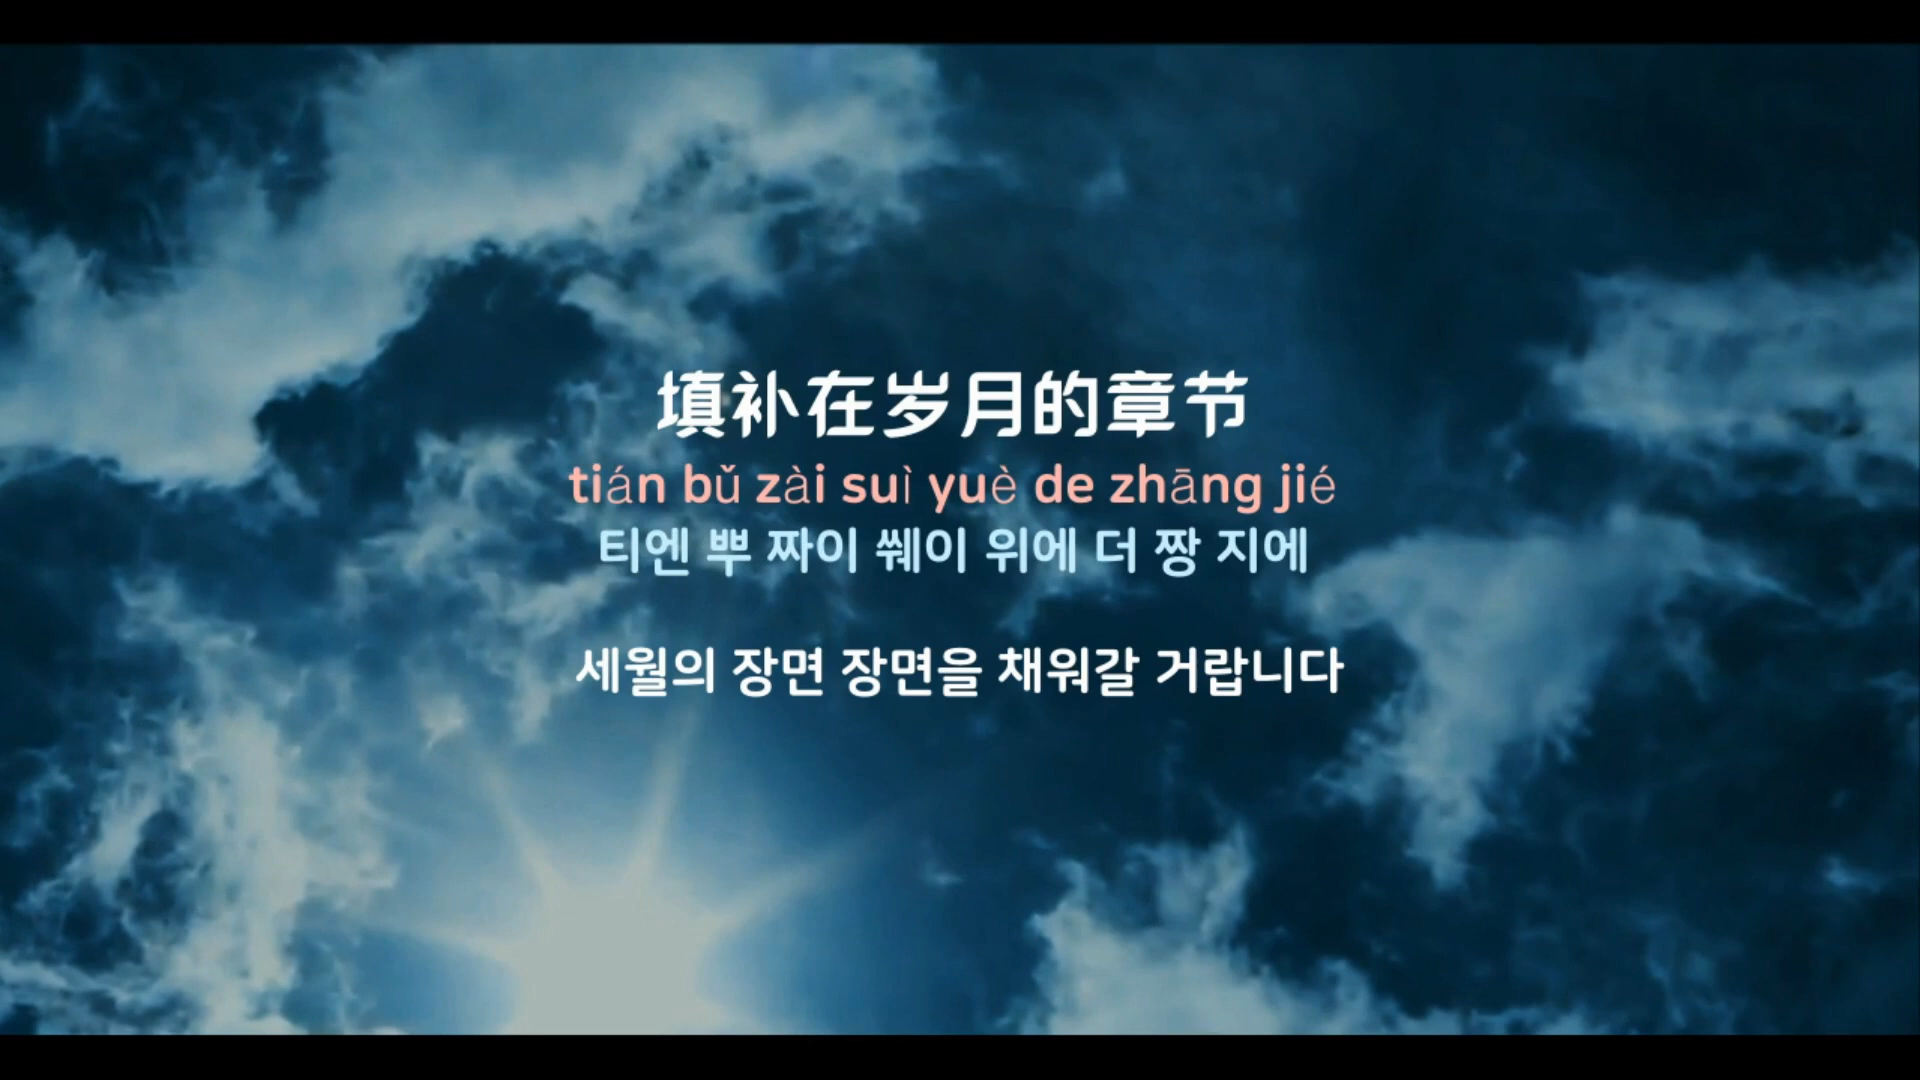 填补在岁月的章节
tián bǔ zài suì yuè de zhāng jié
티엔 뿌 짜이 쒜이 위에 더 짱 지에
세월의 장면 장면을 채워갈 거랍니다